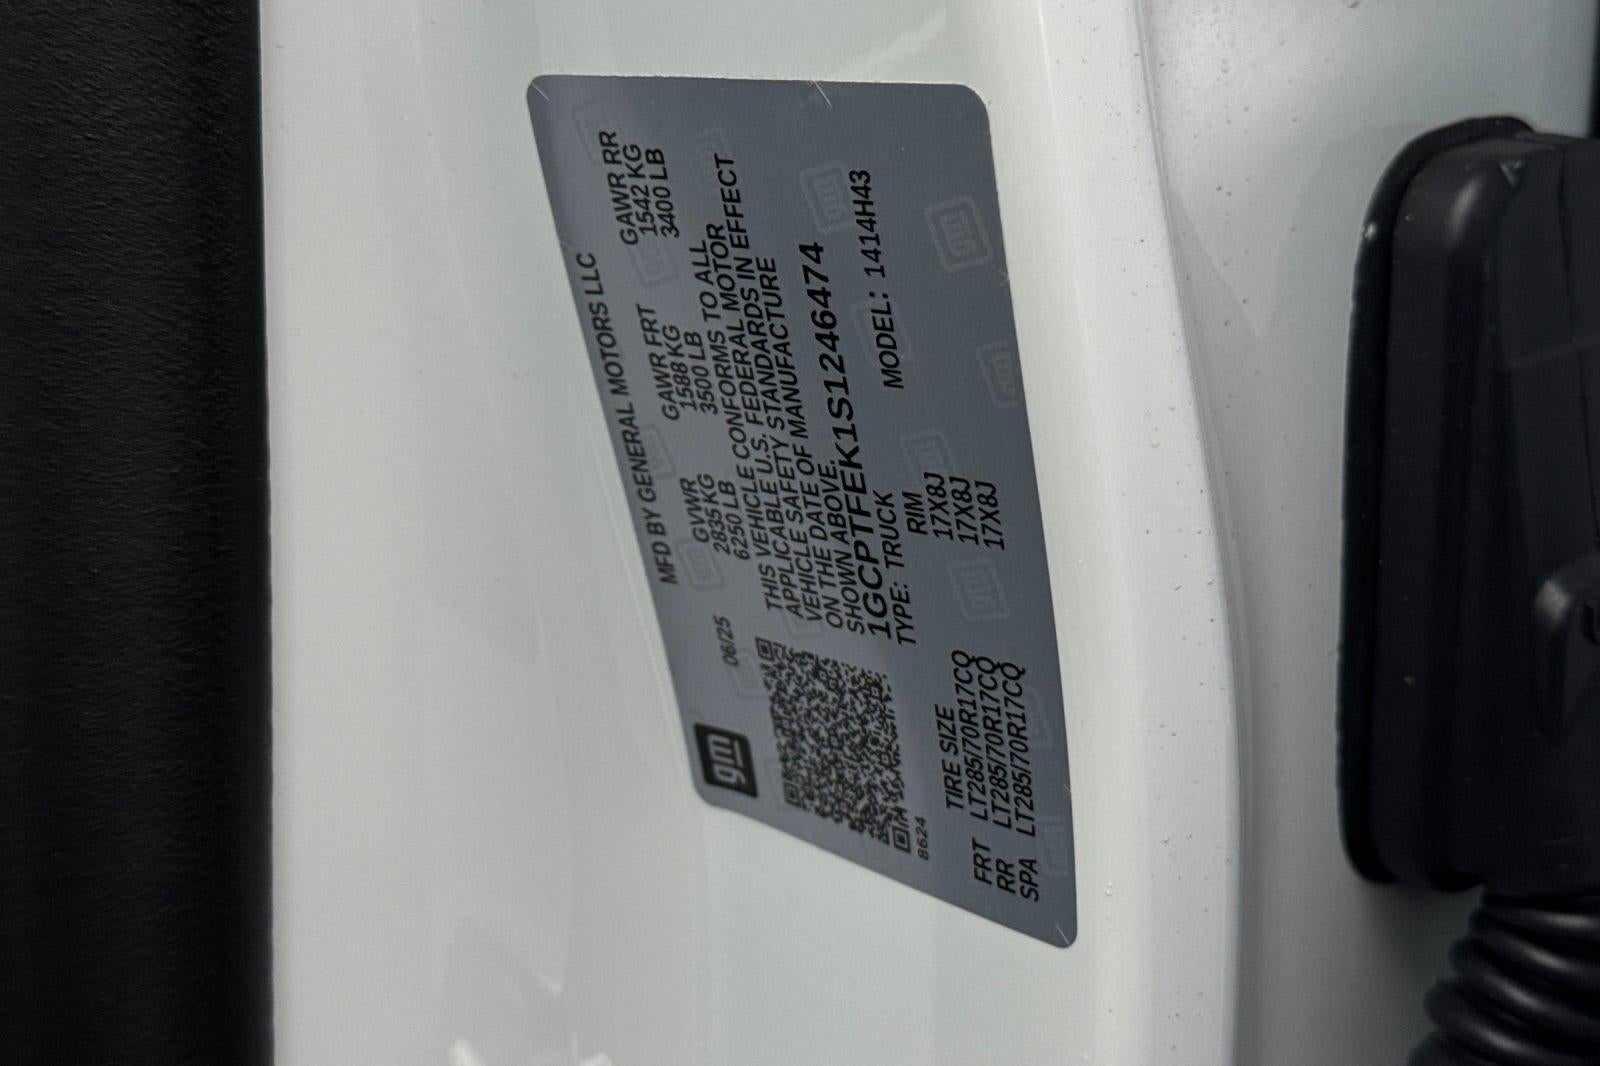 MFD BY GENERAL MOTORS LLC
gm
06/25
GVWR GAWR FRT GAWR RR
2835 KG 1588 KG 1542 KG
6250 LB 3500 LB 3400 LB
THIS VEHICLE CONFORMS TO ALL
APPLICABLE U.S. FEDERAL MOTOR
VEHICLE SAFETY STANDARDS IN EFFECT
ON THE DATE OF MANUFACTURE
SHOWN ABOVE.
1GCPTFEK1S1246474
TYPE: TRUCK MODEL: 1414H43
8624
TIRE SIZE RIM
FRT LT285/70R17CQ 17X8J
RR LT285/70R17CQ 17X8J
SPA LT285/70R17CQ 17X8J